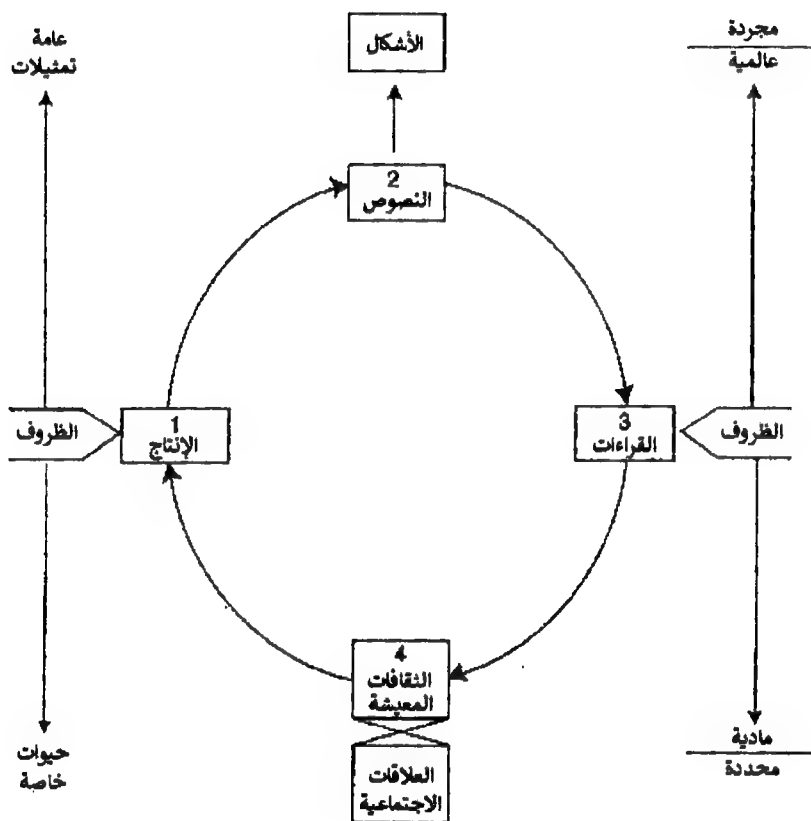 مجردة
عالمية
الأشكال
عامة
تمثيلات
2
النصوص
الظروف
3
القراءات
1
الإنتاج
الظروف
4
الثقافات
المعيشة
مادية
محددة
العلاقات
الاجتماعية
حيوات
خاصة